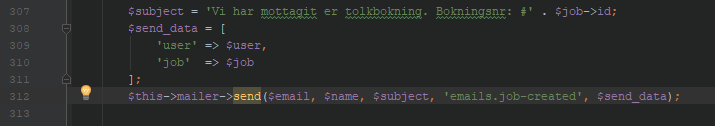 307 $subject = 'Vi har mottagit er tolkbokning. Bokningsnr: #' . $job->id;
308 $send_data = [
309 'user' => $user,
310 'job'  => $job
311 ];
312 $this->mailer->send($email, $name, $subject, 'emails.job-created', $send_data);
313